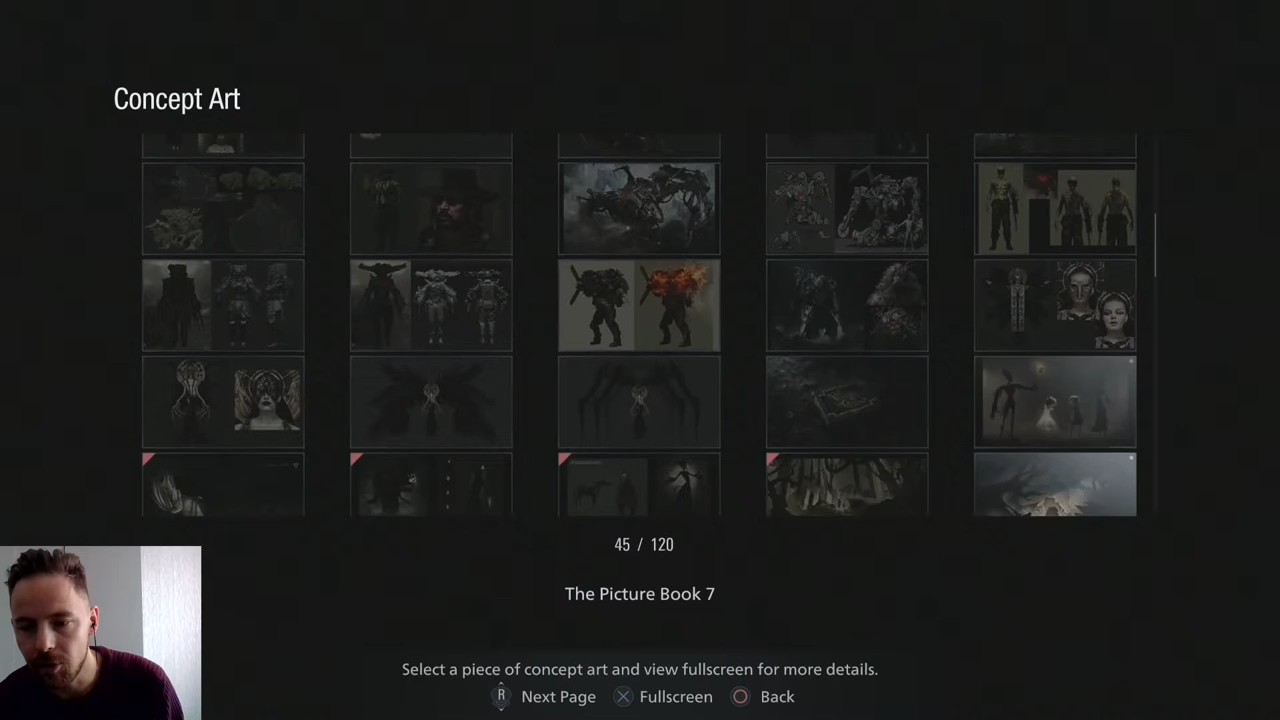 Concept Art
45 / 120
The Picture Book 7
Select a piece of concept art and view fullscreen for more details.
R Next Page Fullscreen Back